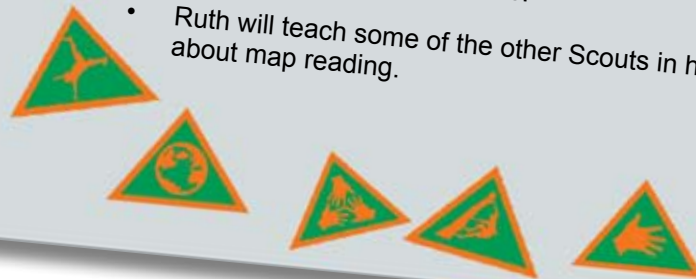 • Ruth will teach some of the other Scouts in
about map reading.